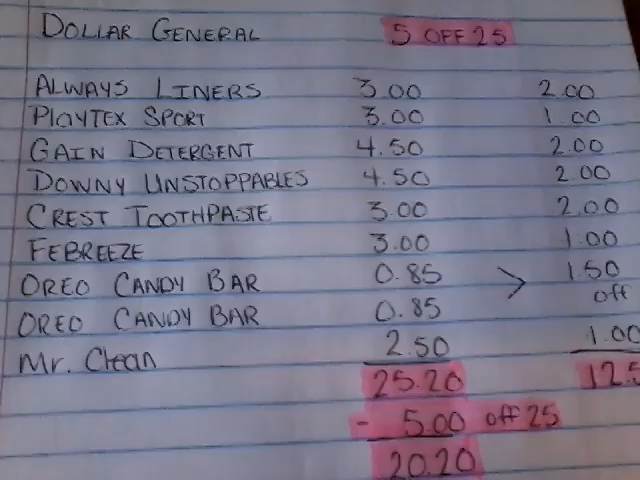 DOLLAR GENERAL 5 OFF 25
ALWAYS LINERS 3.00 2.00
PlAYTEX SPORT 3.00 1.00
GAIN DETERGENT 4.50 2.00
DOWNY UNSTOPPABLES 4.50 2.00
CREST TOOTHPASTE 3.00 2.00
FEBREEZE 3.00 1.00
OREO CANDY BAR 0.85 > 1.50
off
OREO CANDY BAR 0.85
Mr. Clean 2.50 1.00
25.20 12.5
- 5.00 off 25
20.20